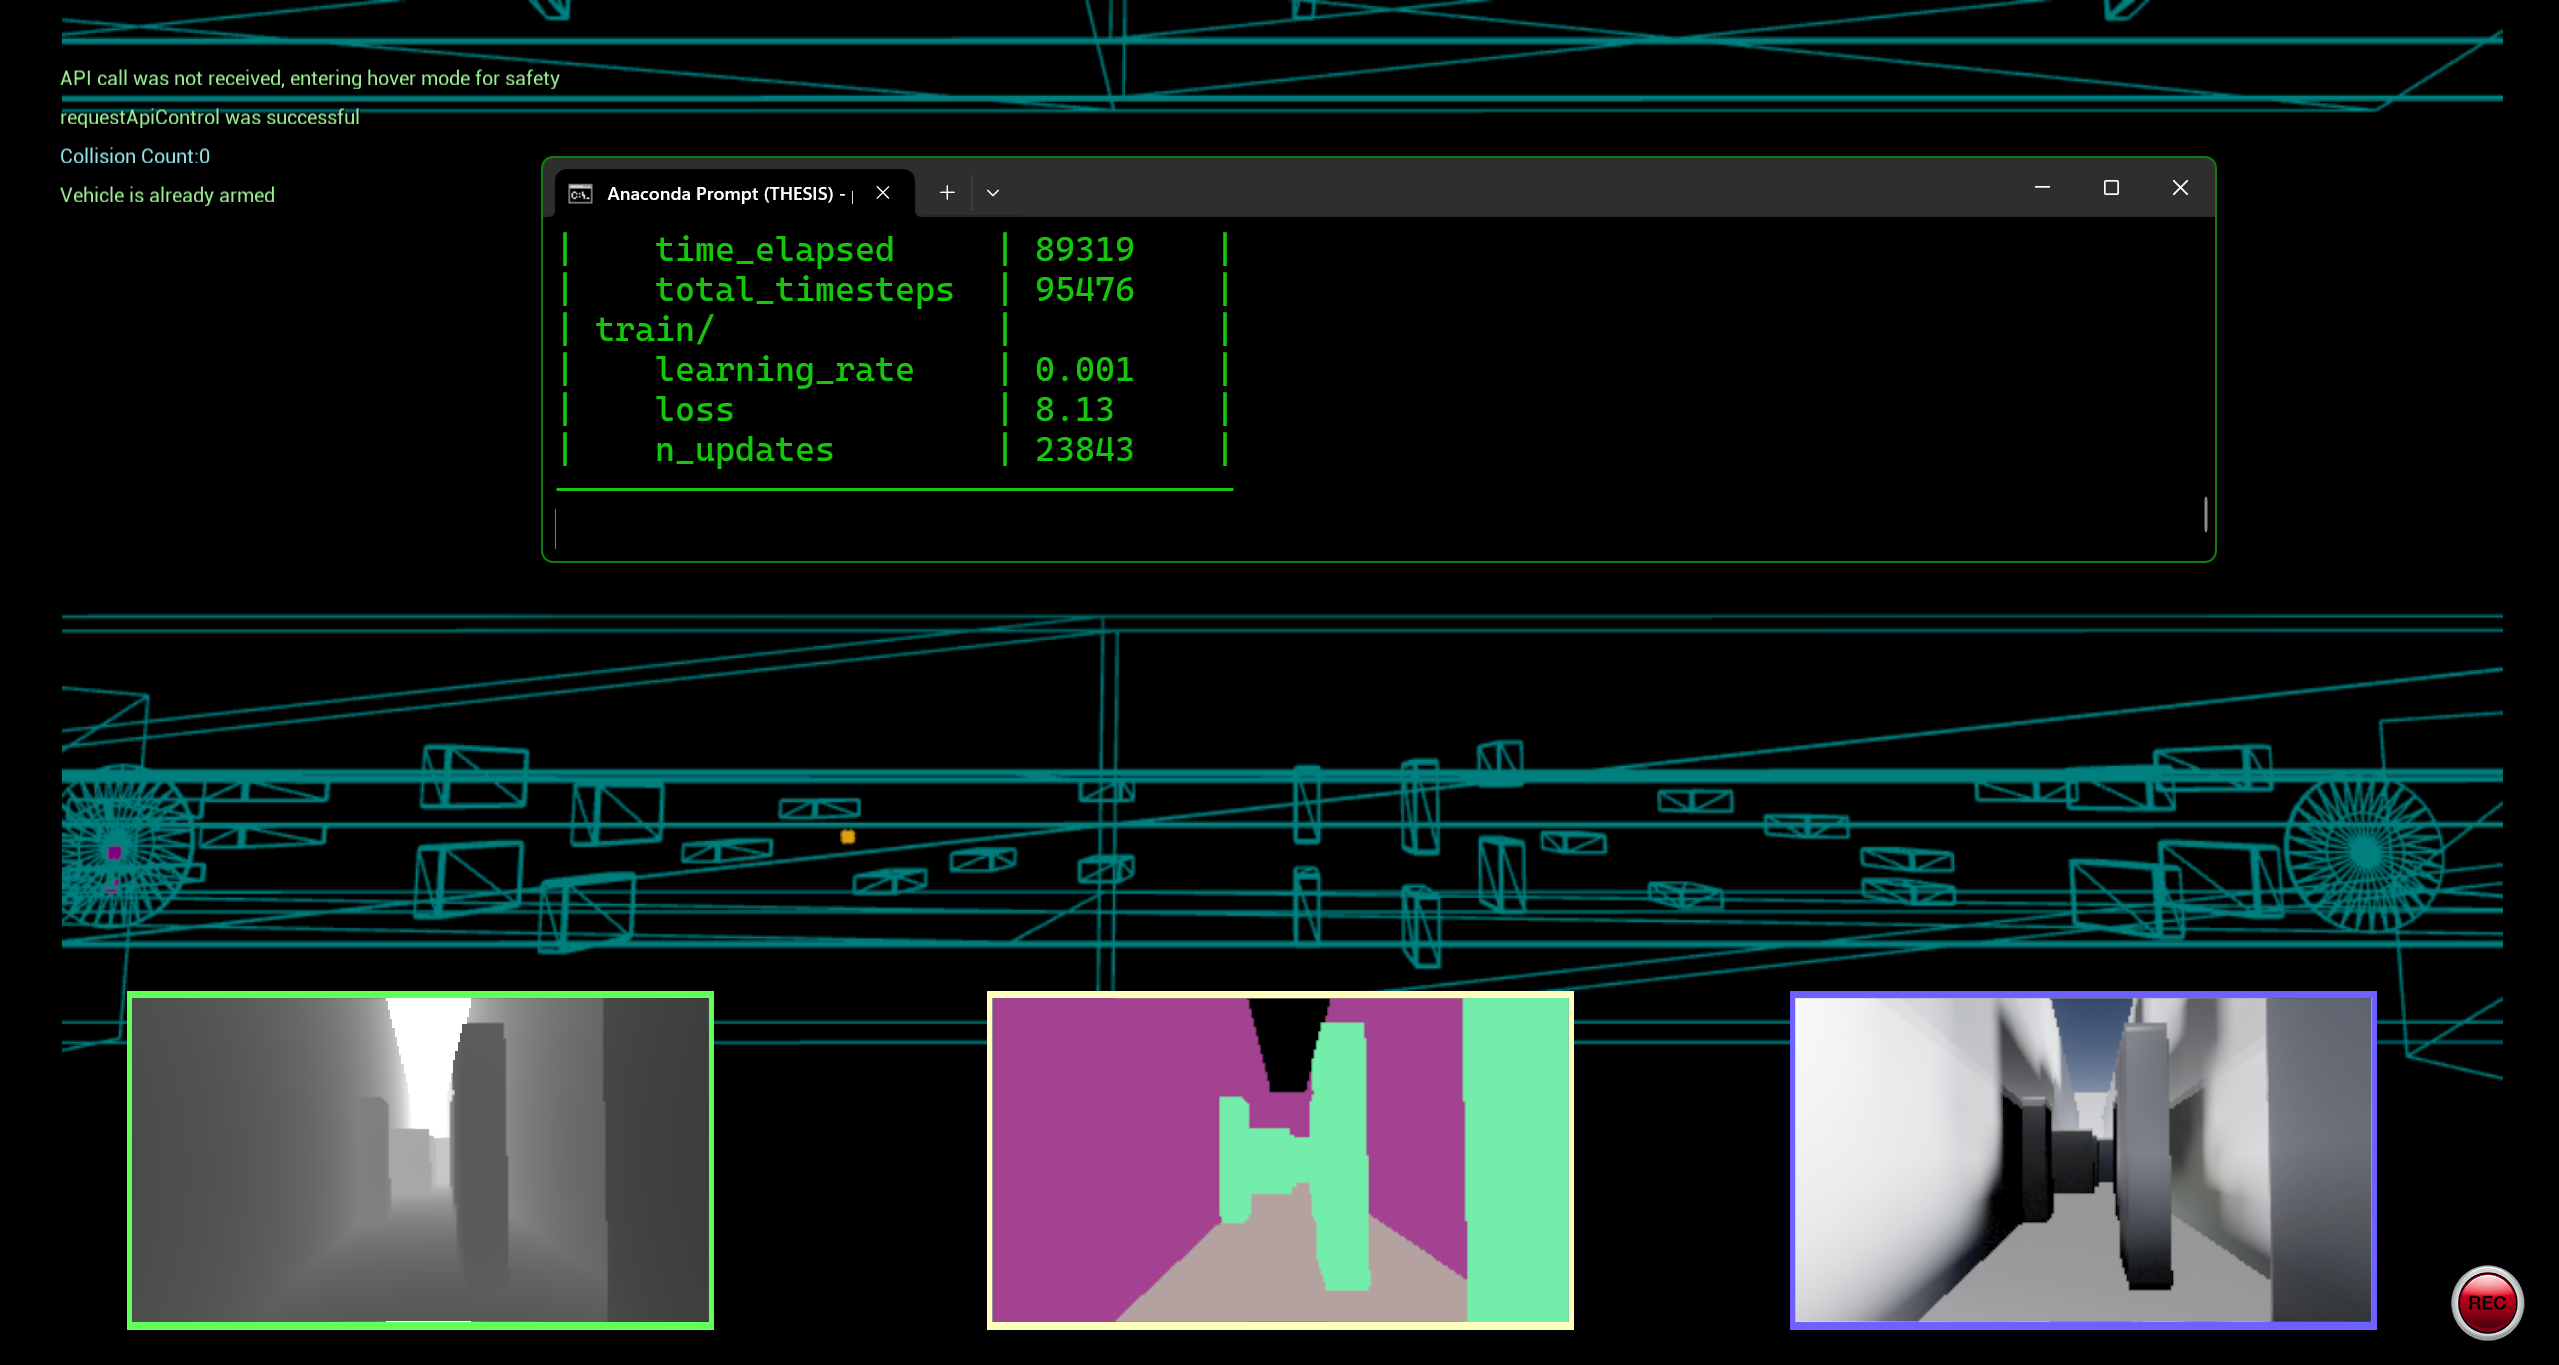 API call was not received, entering hover mode for safety
requestApiControl was successful
Collision Count:0
Vehicle is already armed
Anaconda Prompt (THESIS) -
| time_elapsed | 89319 |
| total_timesteps | 95476 |
| train/ | |
| learning_rate | 0.001 |
| loss | 8.13 |
| n_updates | 23843 |
REC